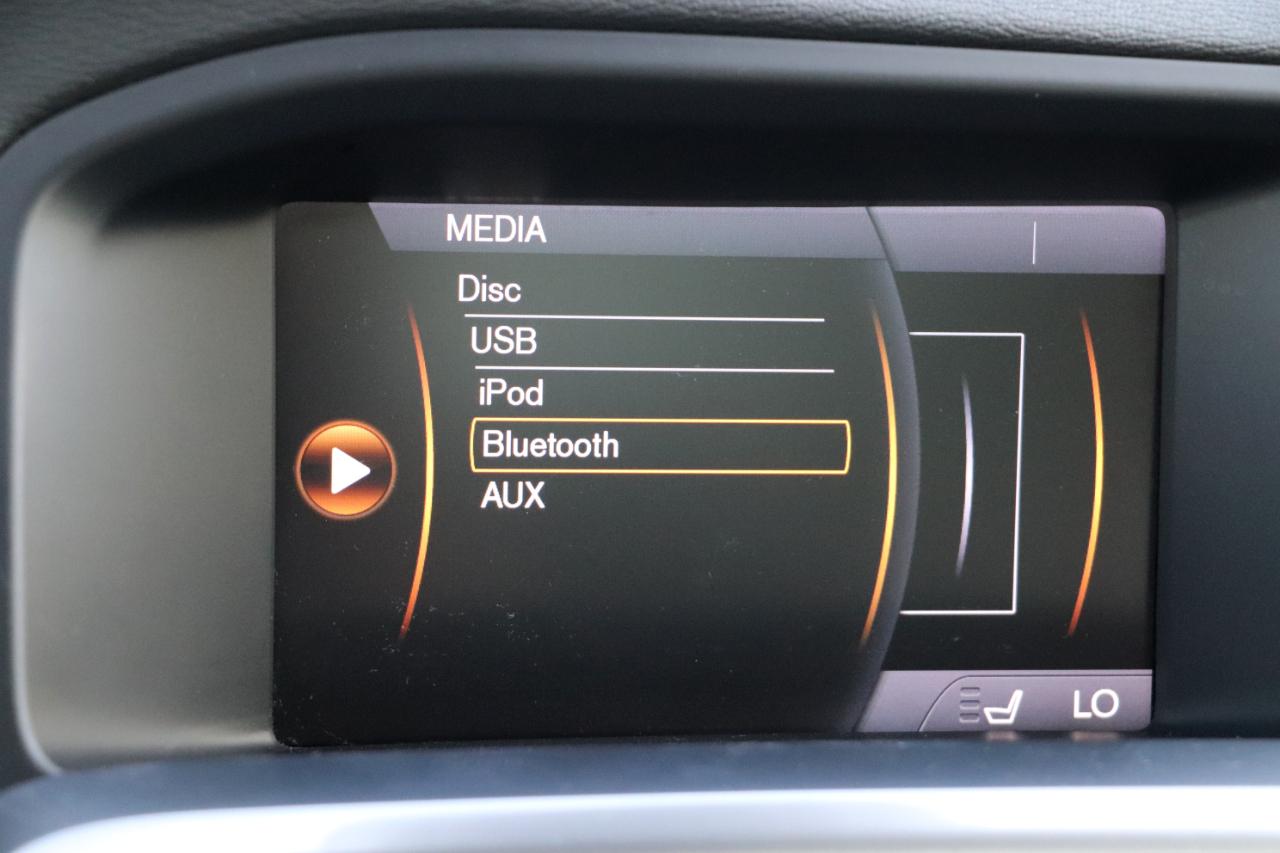 MEDIA
Disc
USB
iPod
Bluetooth
AUX
LO